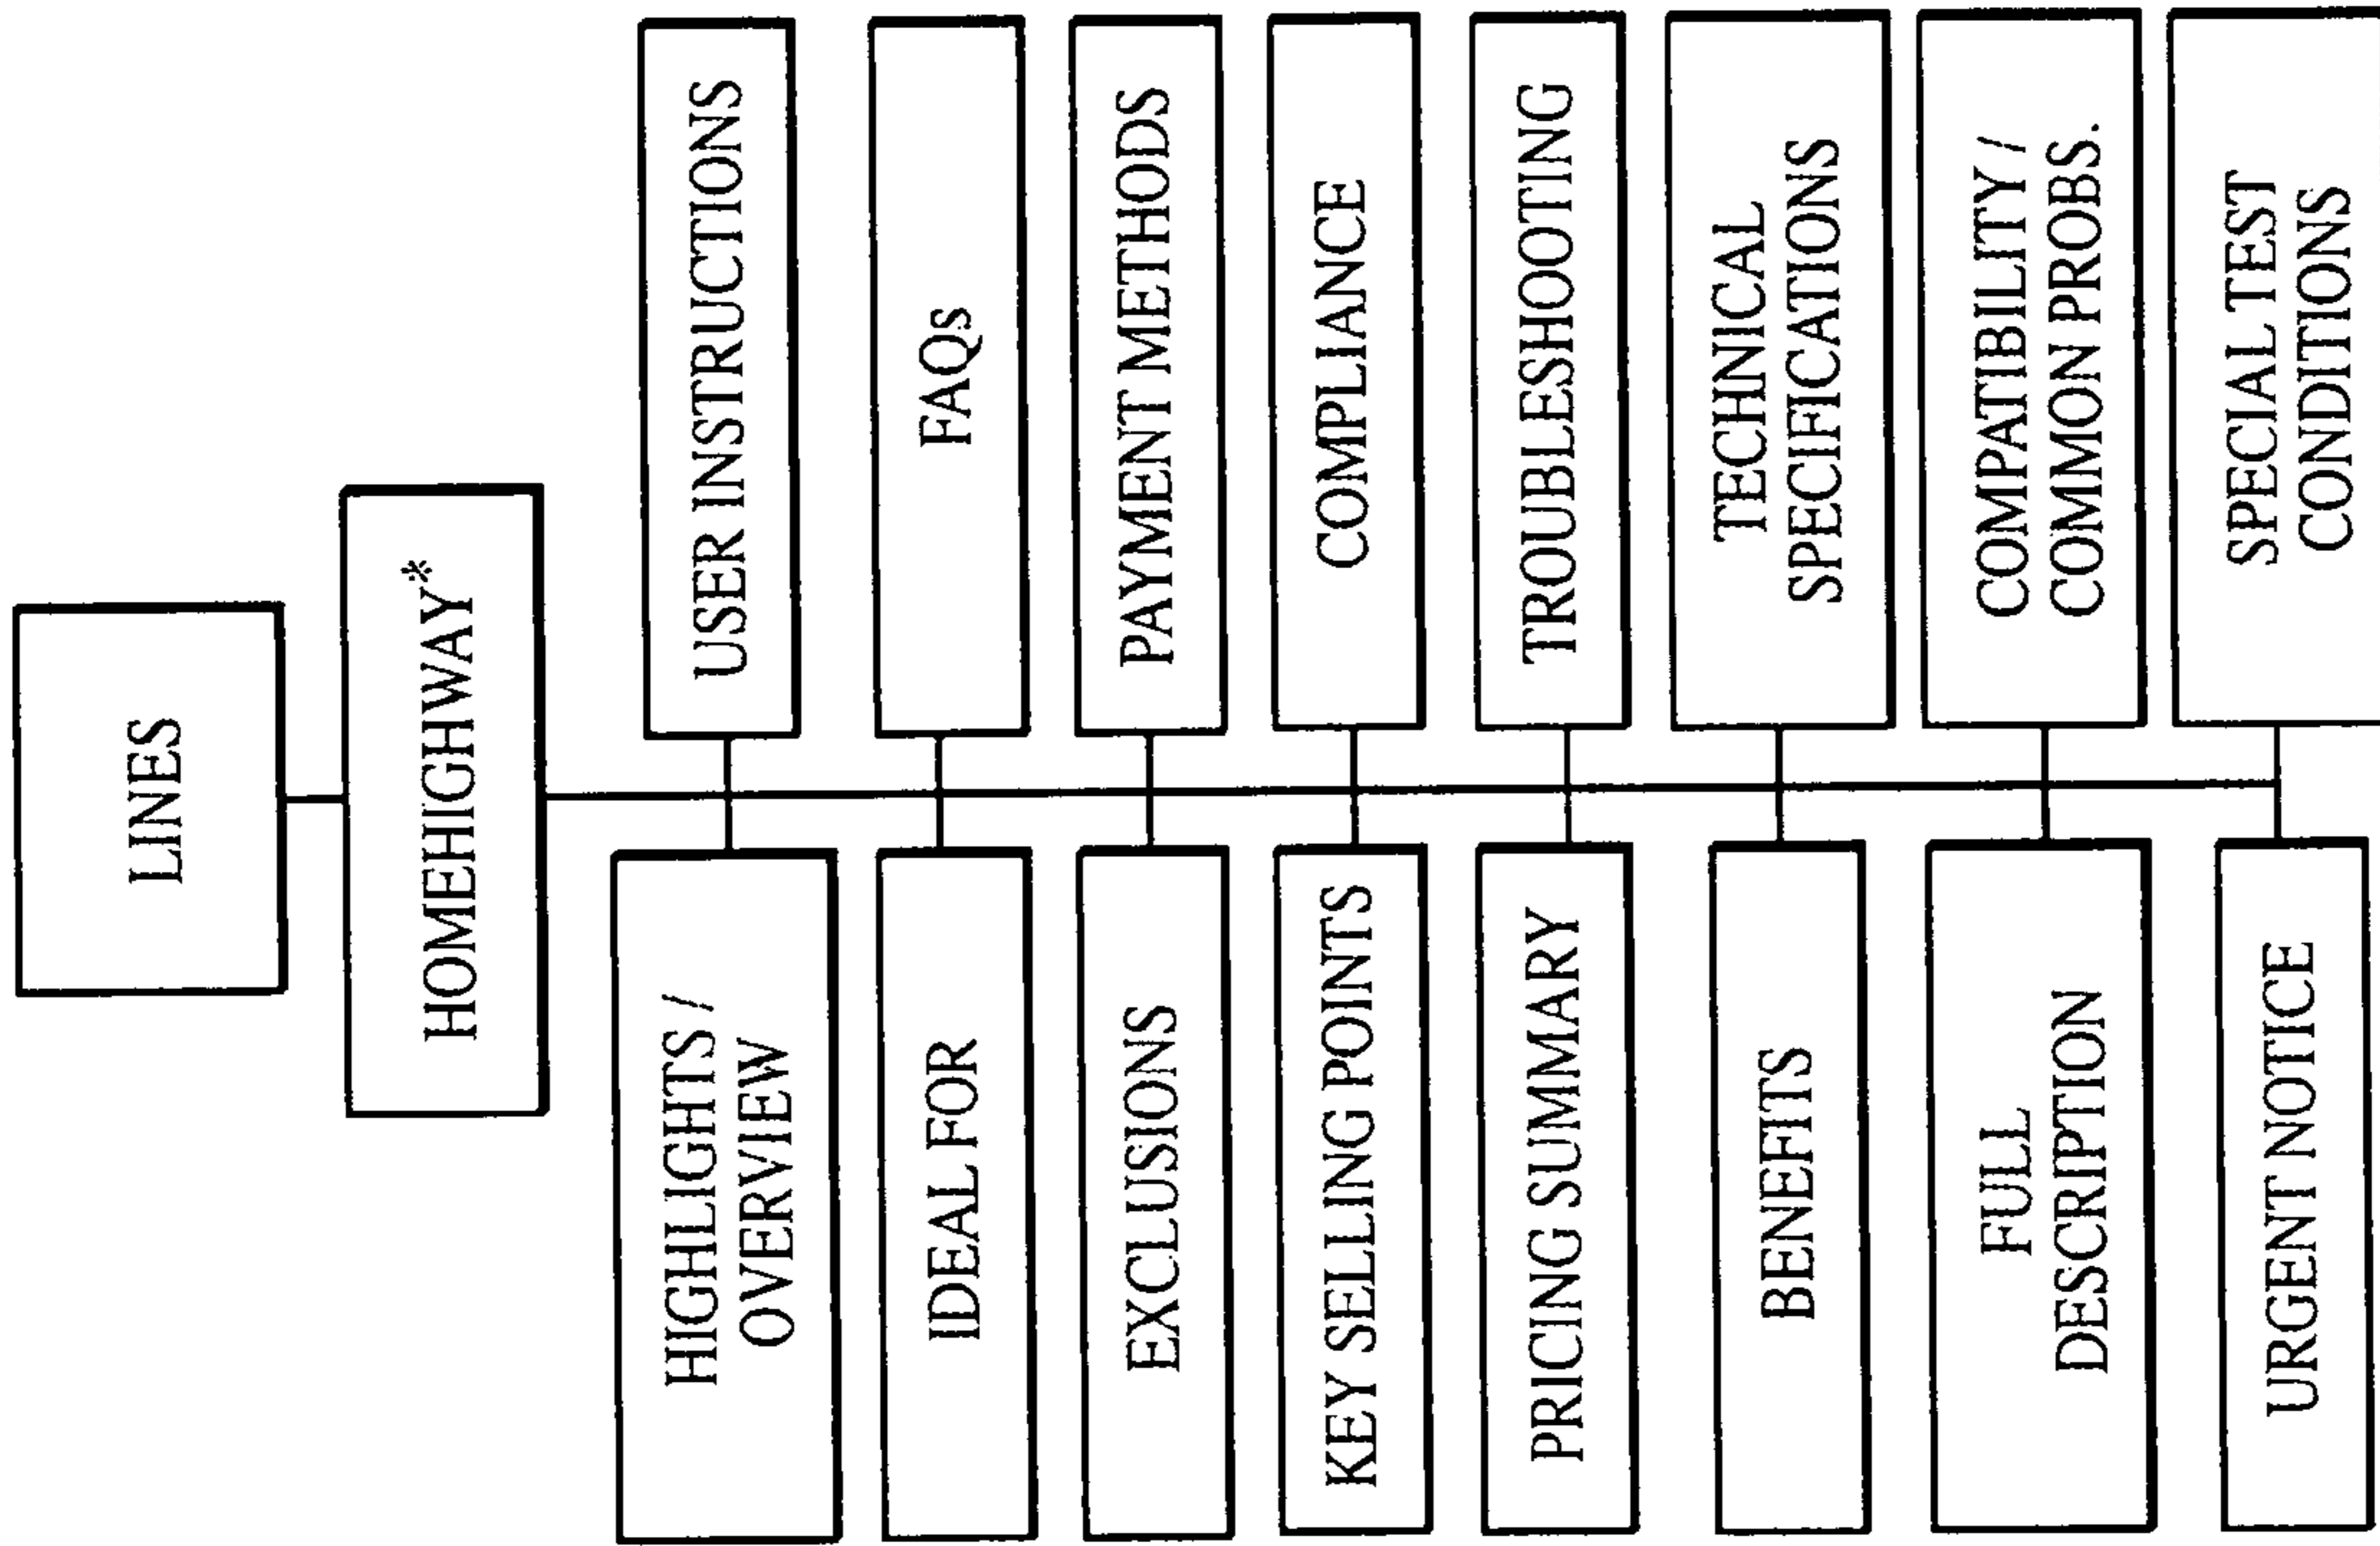 LINES
HOMEHIGHWAY*
HIGHLIGHTS /
OVERVIEW
USER INSTRUCTIONS
IDEAL FOR
FAQs
EXCLUSIONS
PAYMENT METHODS
KEY SELLING POINTS
COMPLIANCE
PRICING SUMMARY
TROUBLESHOOTING
BENEFITS
TECHNICAL
SPECIFICATIONS
FULL
DESCRIPTION
COMPATIBILITY /
COMMON PROBS.
URGENT NOTICE
SPECIAL TEST
CONDITIONS